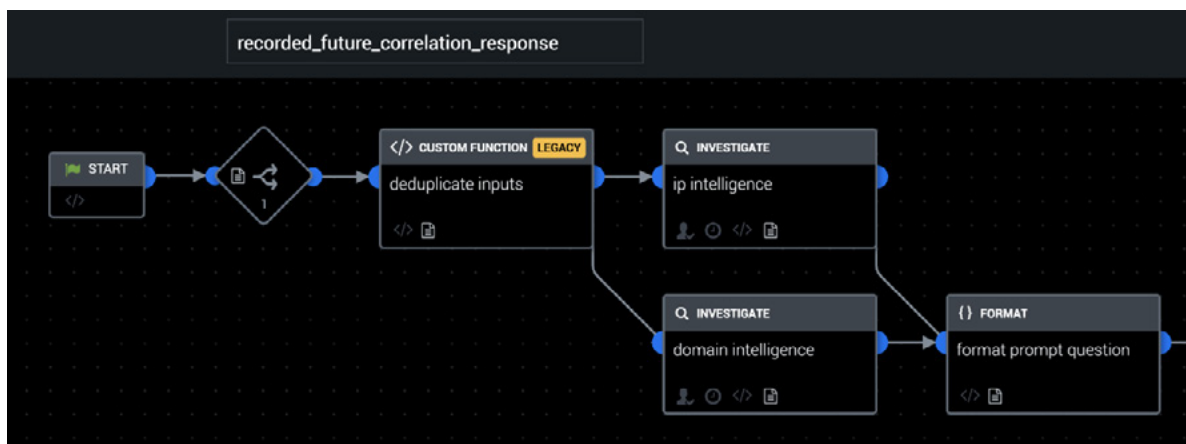 recorded_future_correlation_response
START
</>
1
</> CUSTOM FUNCTION LEGACY
deduplicate inputs
</>
INVESTIGATE
ip intelligence
</>
INVESTIGATE
domain intelligence
</>
{} FORMAT
format prompt question
</>